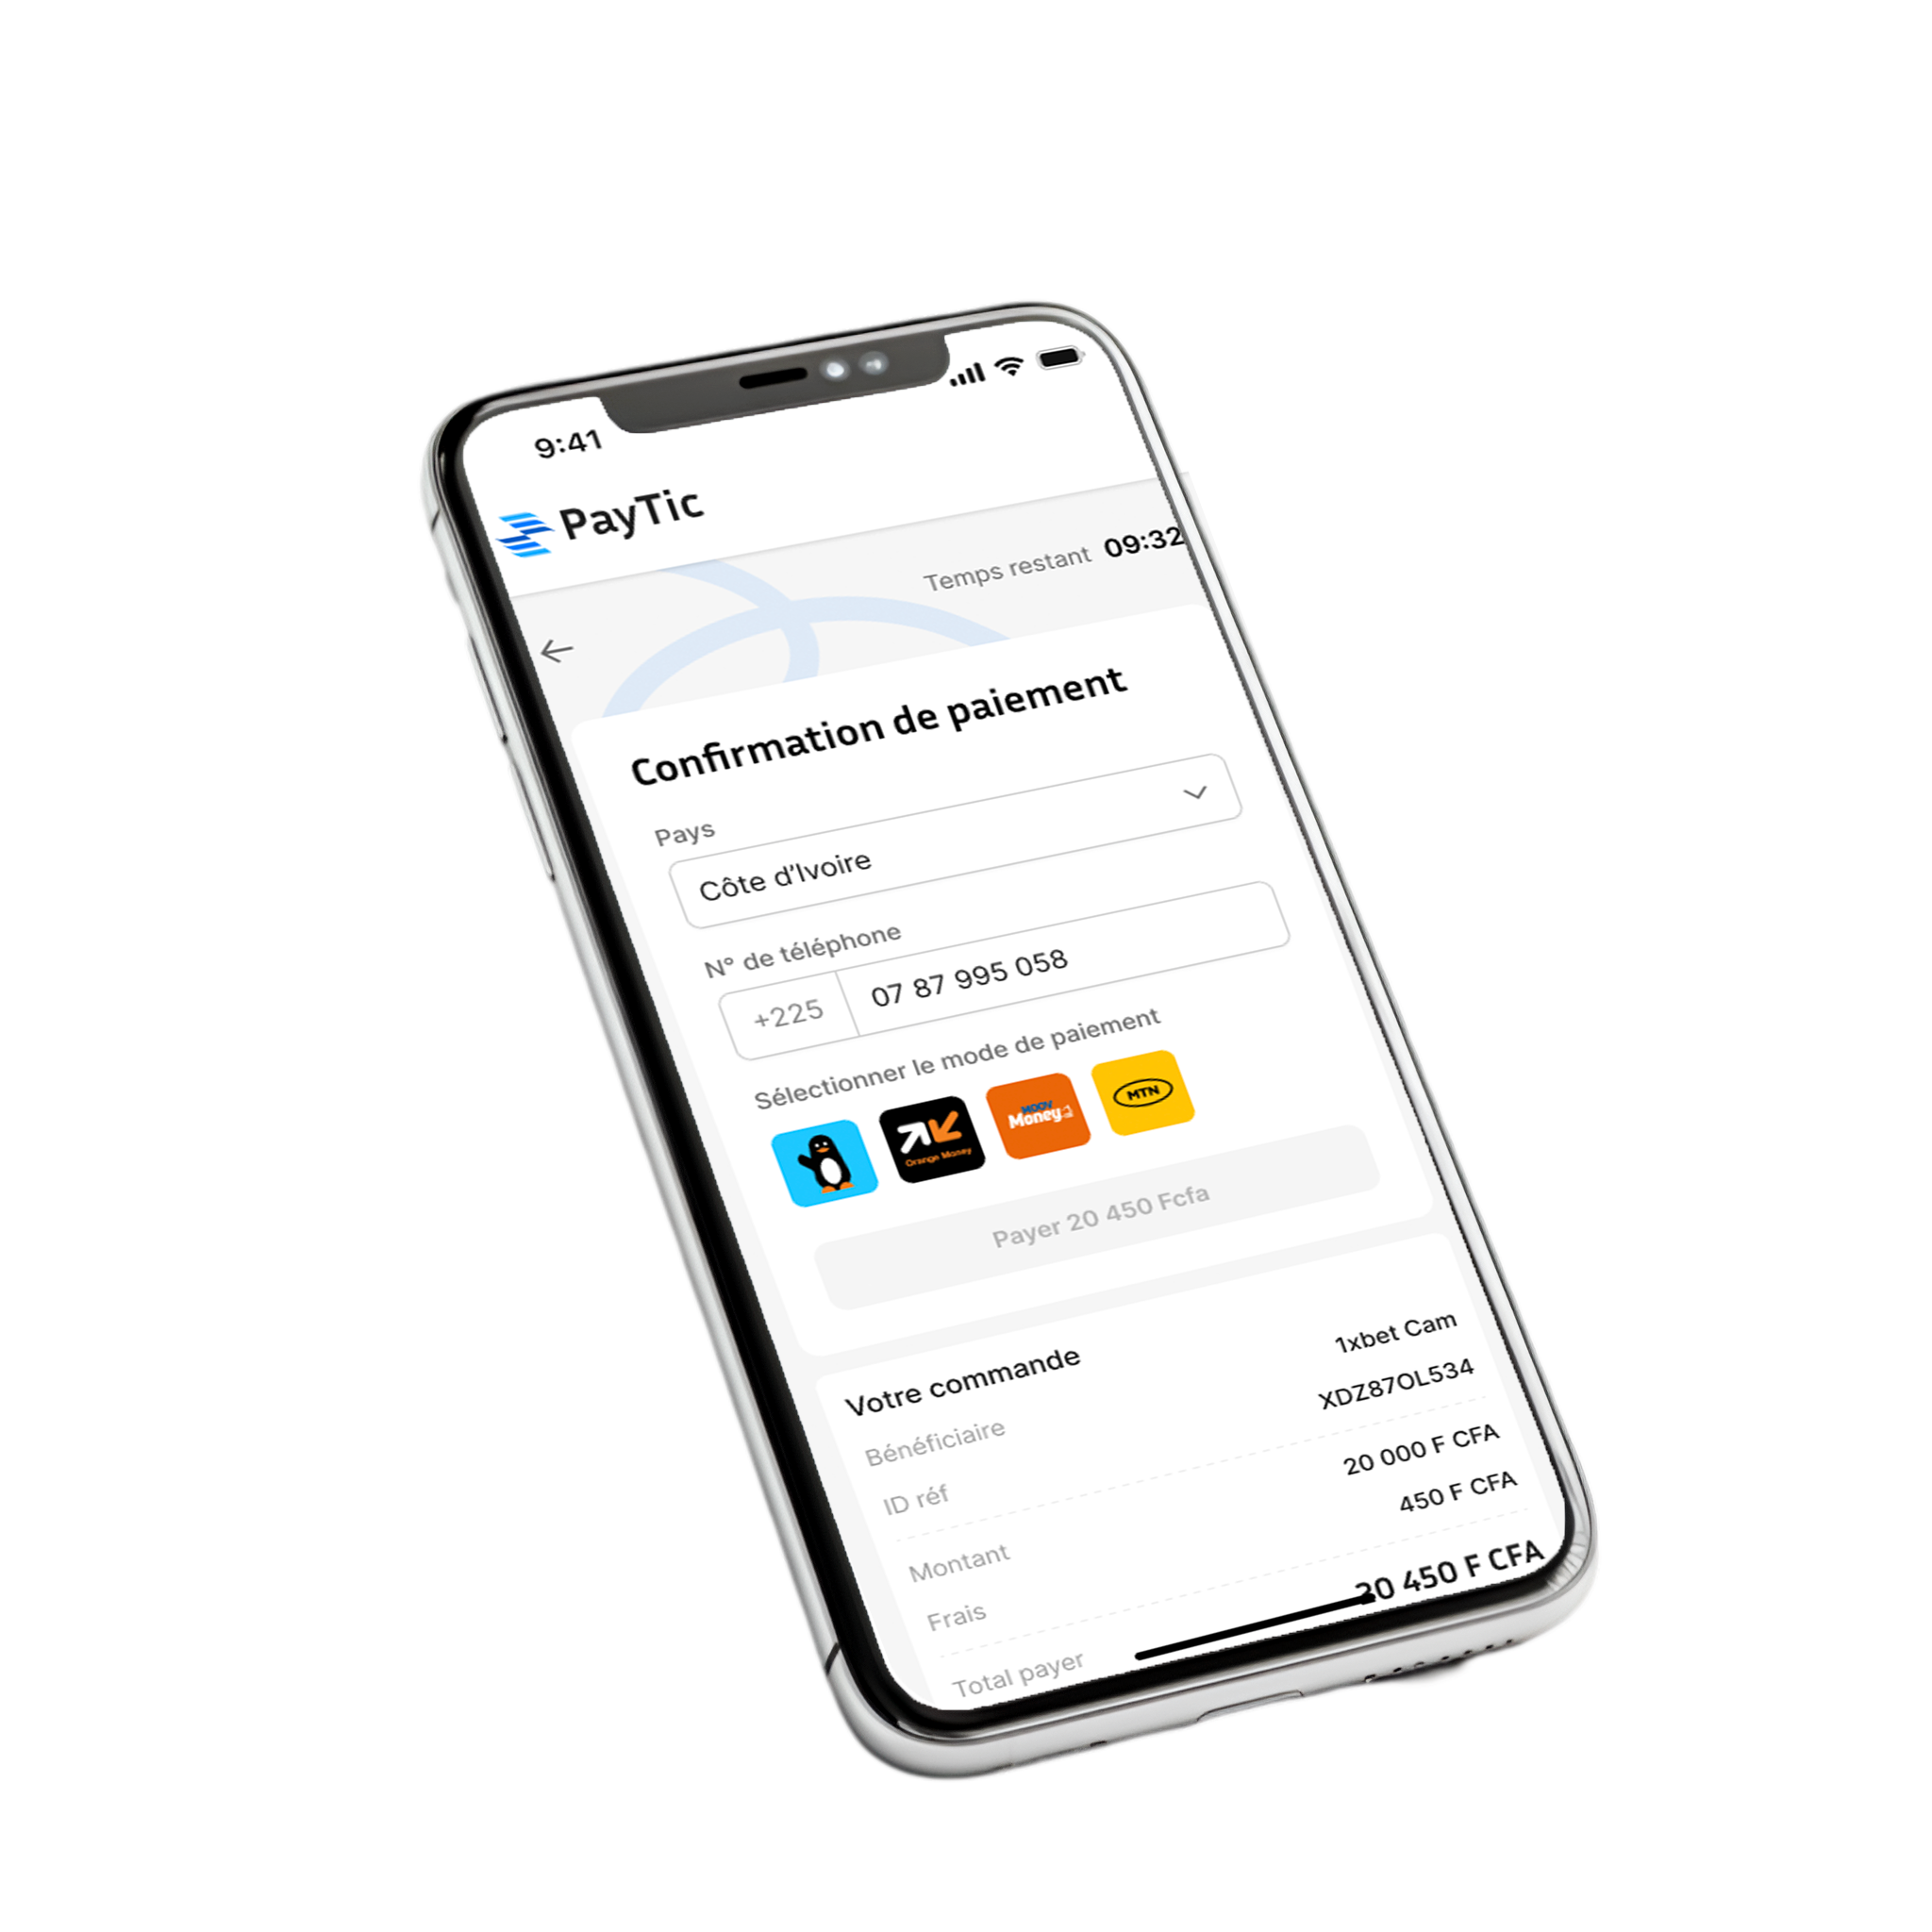 9:41
PayTic
Temps restant 09:32
Confirmation de paiement
Pays
Côte d'Ivoire
N° de téléphone
+225 07 87 995 058
Sélectionner le mode de paiement
Orange Money
MOOV
Money
MTN
Payer 20 450 Fcfa
Votre commande
Bénéficiaire 1xbet Cam
ID réf XDZ87OL534
Montant 20 000 F CFA
Frais 450 F CFA
Total payer 20 450 F CFA